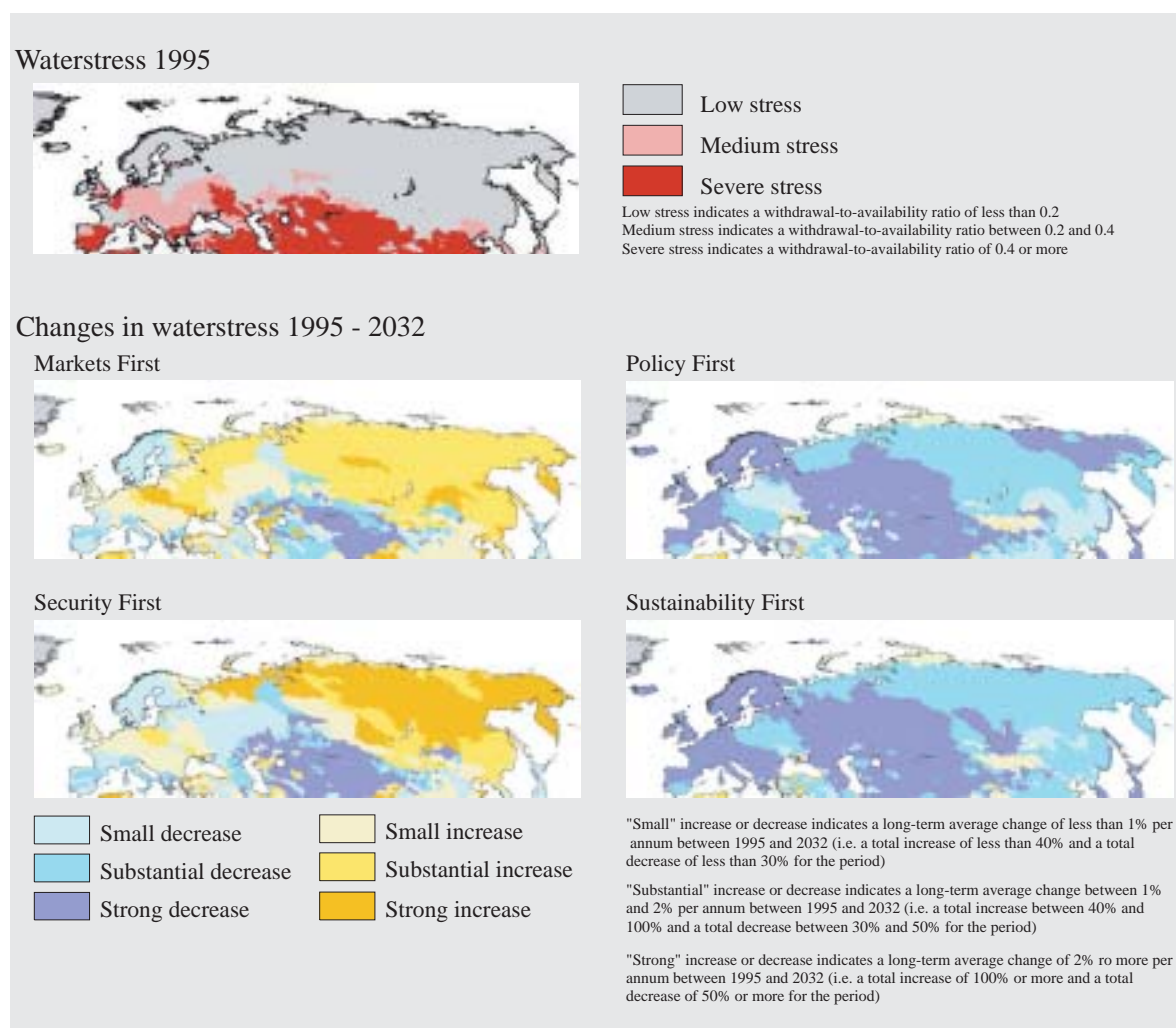 Waterstress 1995
Low stress
Medium stress
Severe stress
Low stress indicates a withdrawal-to-availability ratio of less than 0.2
Medium stress indicates a withdrawal-to-availability ratio between 0.2 and 0.4
Severe stress indicates a withdrawal-to-availability ratio of 0.4 or more
Changes in waterstress 1995 - 2032
Markets First
Policy First
Security First
Sustainability First
Small decrease
Substantial decrease
Strong decrease
Small increase
Substantial increase
Strong increase
"Small" increase or decrease indicates a long-term average change of less than 1% per
annum between 1995 and 2032 (i.e. a total increase of less than 40% and a total
decrease of less than 30% for the period)
"Substantial" increase or decrease indicates a long-term average change between 1%
and 2% per annum between 1995 and 2032 (i.e. a total increase between 40% and
100% and a total decrease between 30% and 50% for the period)
"Strong" increase or decrease indicates a long-term average change of 2% ro more per
annum between 1995 and 2032 (i.e. a total increase of 100% or more and a total
decrease of 50% or more for the period)